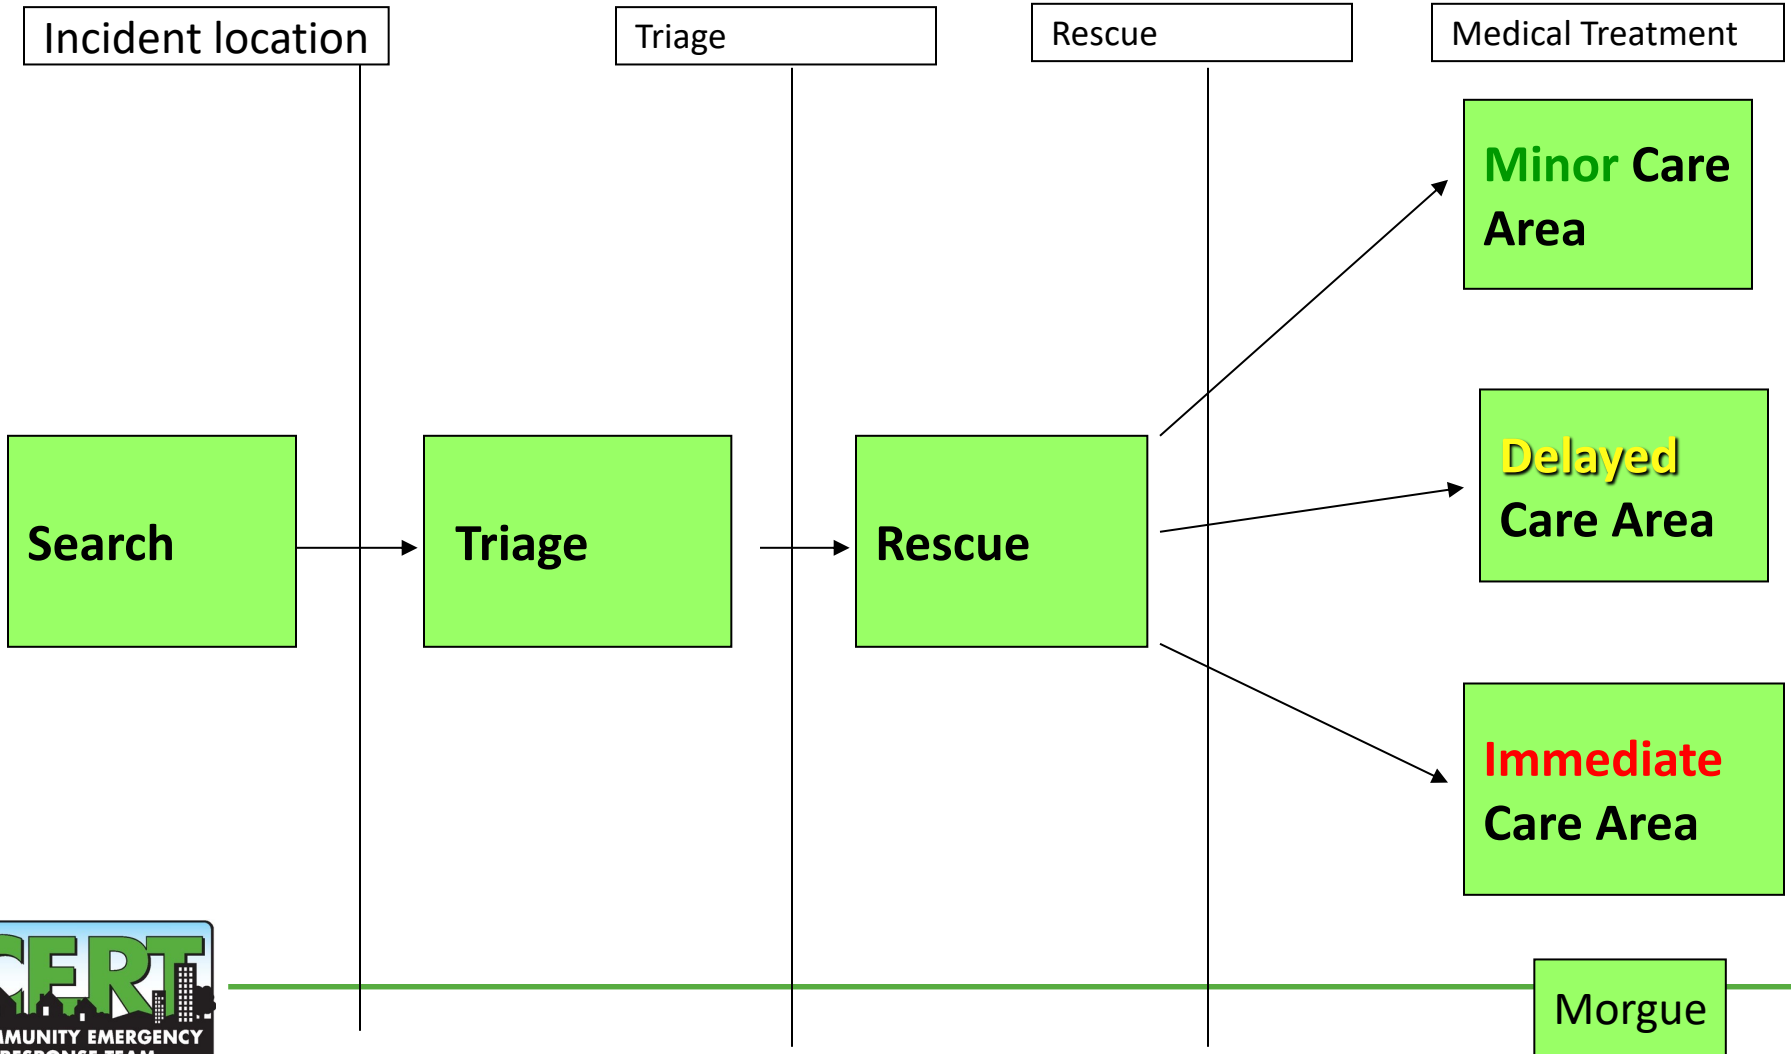 Incident location
Triage
Rescue
Medical Treatment
Minor Care
Area
Delayed
Care Area
Search
Triage
Rescue
Immediate
Care Area
CERT
EMERGENCY
Morgue